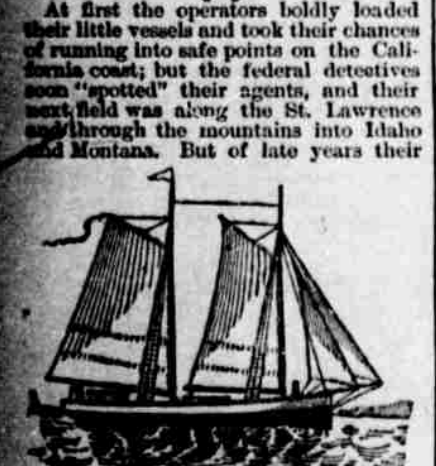 At first the operators boldly loaded
their little vessels and took their chances
of running into safe points on the Cali-
fornia coast; but the federal detectives
soon "spotted" their agents, and their
next field was along the St. Lawrence
and through the mountains into Idaho
and Montana. But of late years their